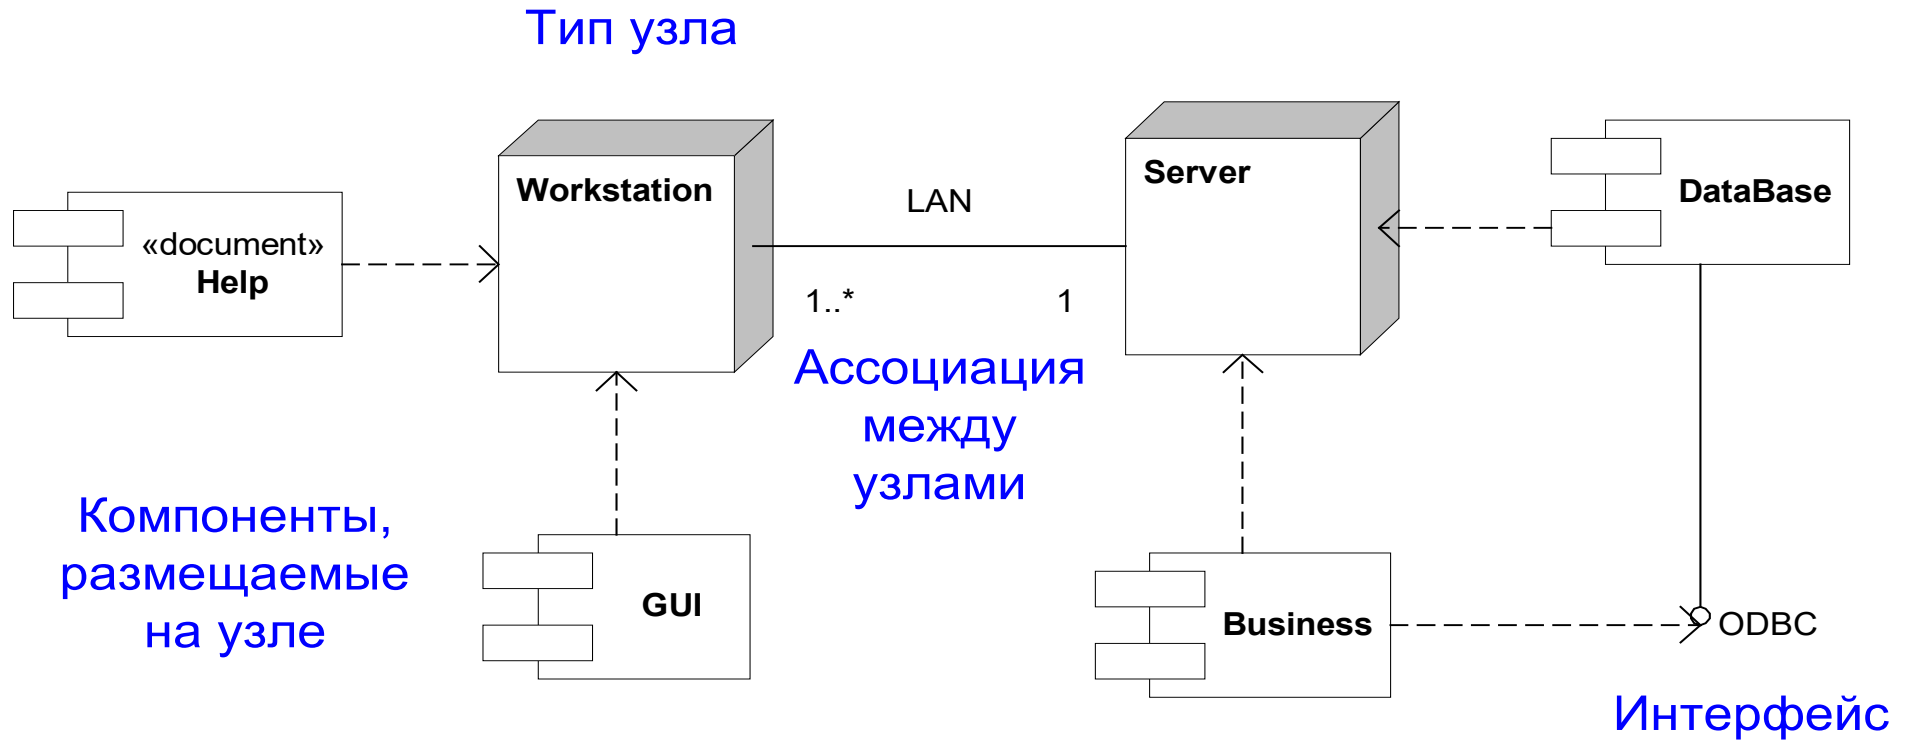 Тип узла
Workstation
Server
DataBase
LAN
«document»
Help
1..*
1
Ассоциация
между
узлами
Компоненты,
размещаемые
на узле
GUI
Business
ODBC
Интерфейс